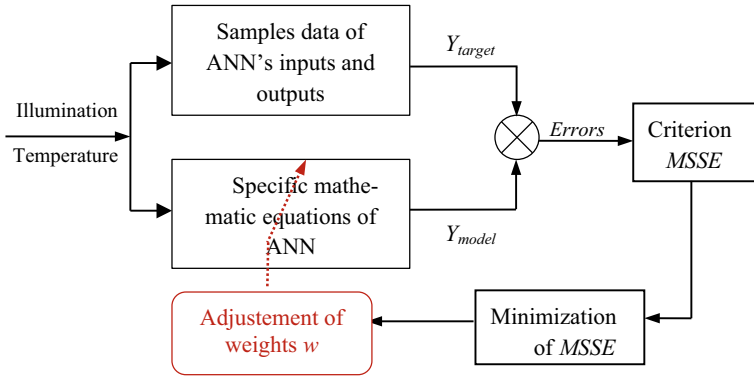 Samples data of
ANN's inputs and
outputs
Y_target
Illumination
Temperature
Errors
Criterion
MSSE
Specific mathe-
matic equations of
ANN
Y_model
Adjustement of
weights w
Minimization
of MSSE